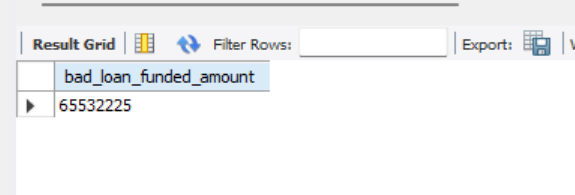 Result Grid Filter Rows: Export:
bad_loan_funded_amount
65532225